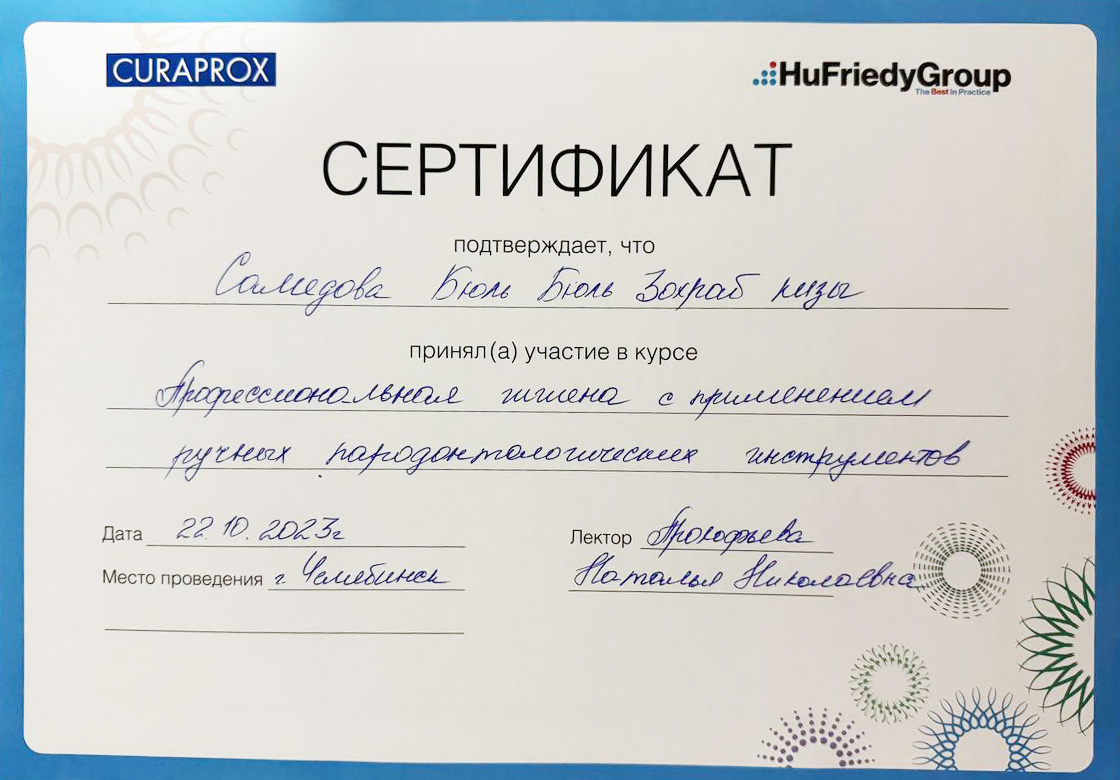 CURAPROX
HuFriedyGroup
The Best In Practice
СЕРТИФИКАТ
подтверждает, что
Самедова Бюль Бюль Зохраб кызы
принял(а) участие в курсе
Профессиональная гигиена с применением
ручных пародонтологических инструментов
Дата 22.10.2023г
Лектор Прокофьева
Место проведения г. Челябинск
Наталья Николаевна